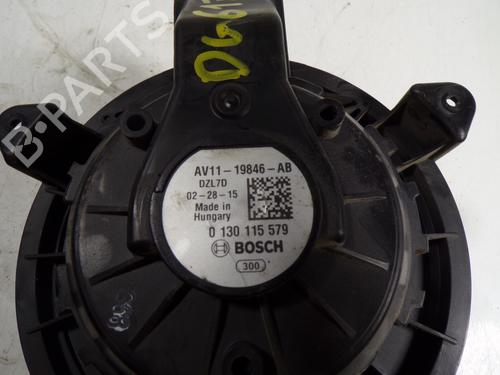 B-PARTS
AV11-19846-AB
DZL7D
02-28-15
Made in
Hungary
0 130 115 579
BOSCH
300